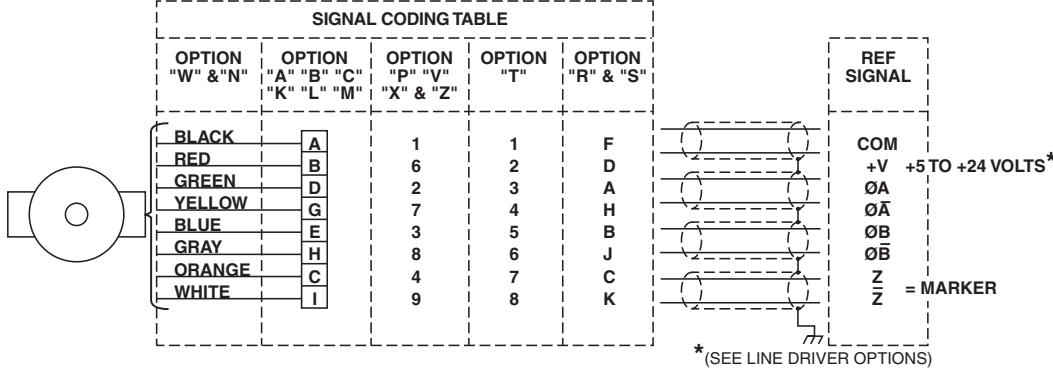 SIGNAL CODING TABLE
OPTION "W" &"N" OPTION "A" "B" "C" "K" "L" "M" OPTION "P" "V" "X" & "Z" OPTION "T" OPTION "R" & "S" REF SIGNAL
BLACK A 1 1 F COM
RED B 6 2 D +V +5 TO +24 VOLTS*
GREEN D 2 3 A ØA
YELLOW G 7 4 H ØA̅
BLUE E 3 5 B ØB
GRAY H 8 6 J ØB̅
ORANGE C 4 7 C Z
WHITE I 9 8 K Z̅
= MARKER
*(SEE LINE DRIVER OPTIONS)